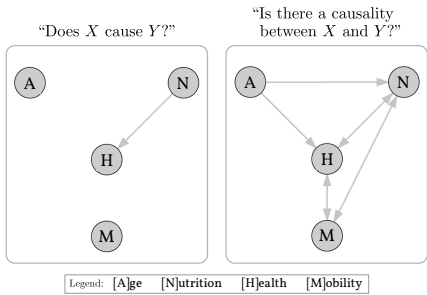 “Does X cause Y?”
“Is there a causality
between X and Y?”
A
N
H
M
A
N
H
M
Legend: [A]ge [N]utrition [H]ealth [M]obility